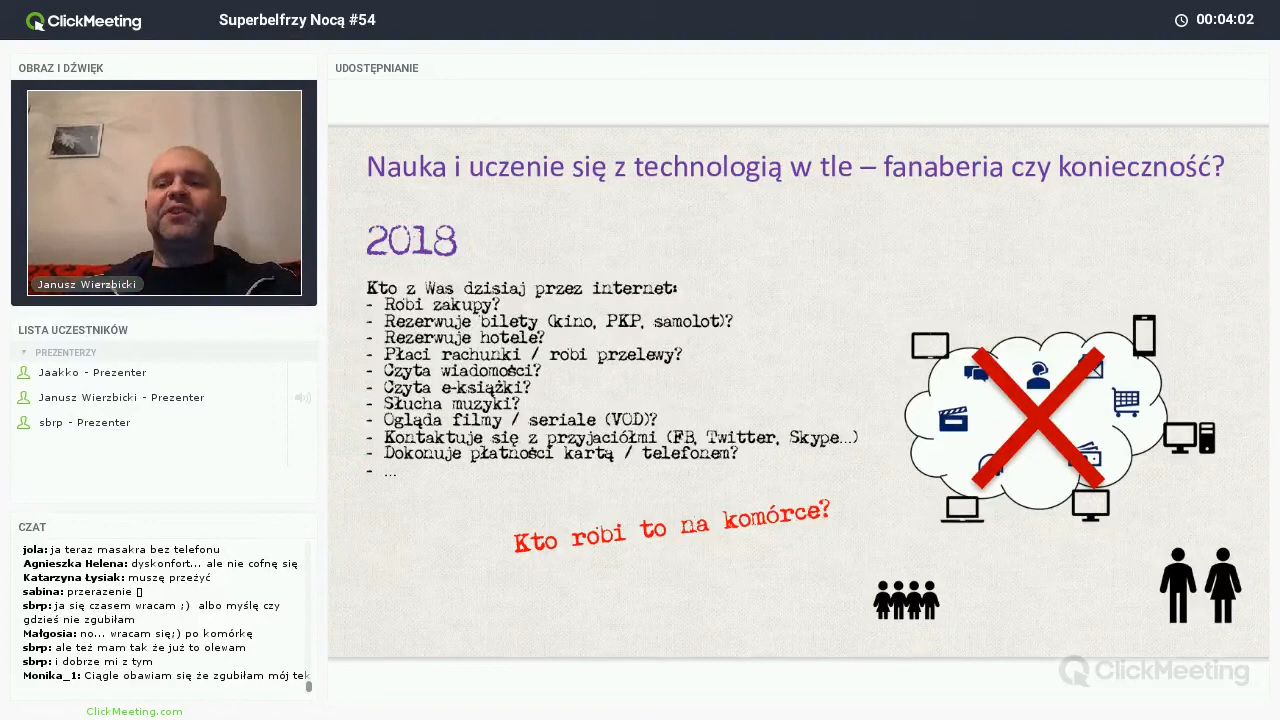 ClickMeeting
Superbelfrzy Nocą #54
00:04:02
OBRAZ I DŹWIĘK
UDOSTĘPNIANIE
Janusz Wierzbicki
LISTA UCZESTNIKÓW
PREZENTERZY
Jaakko - Prezenter
Janusz Wierzbicki - Prezenter
sbrp - Prezenter
CZAT
jola: ja teraz masakra bez telefonu
Agnieszka Helena: dyskonfort... ale nie cofnę się
Katarzyna Łysiak: muszę przeżyć
sabina: przerazenie
sbrp: ja się czasem wracam ;) albo myślę czy
gdzieś nie zgubiłam
Małgosia: no... wracam się;) po komórkę
sbrp: ale też mam tak że już to olewam
sbrp: i dobrze mi z tym
Monika_1: Ciągle obawiam się że zgubiłam mój tek
ClickMeeting.com
Nauka i uczenie się z technologią w tle – fanaberia czy konieczność?
2018
Kto z Was dzisiaj przez internet:
- Robi zakupy?
- Rezerwuje bilety (kino, PKP, samolot)?
- Rezerwuje hotele?
- Płaci rachunki / robi przelewy?
- Czyta wiadomości?
- Czyta e-książki?
- Słucha muzyki?
- Ogląda filmy / seriale (VOD)?
- Kontaktuje się z przyjaciółmi (FB, Twitter, Skype...)
- Dokonuje płatności kartą / telefonem?
- ...
Kto robi to na komórce?
ClickMeeting